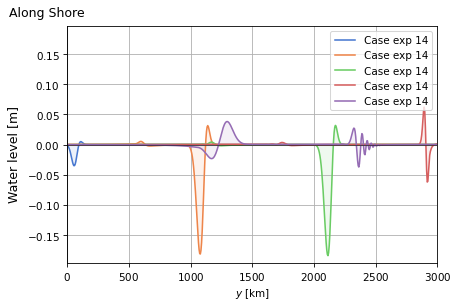 Along Shore
Case exp 14
Case exp 14
Case exp 14
Case exp 14
Case exp 14
Water level [m]
0.15
0.10
0.05
0.00
−0.05
−0.10
−0.15
0 500 1000 1500 2000 2500 3000
y [km]